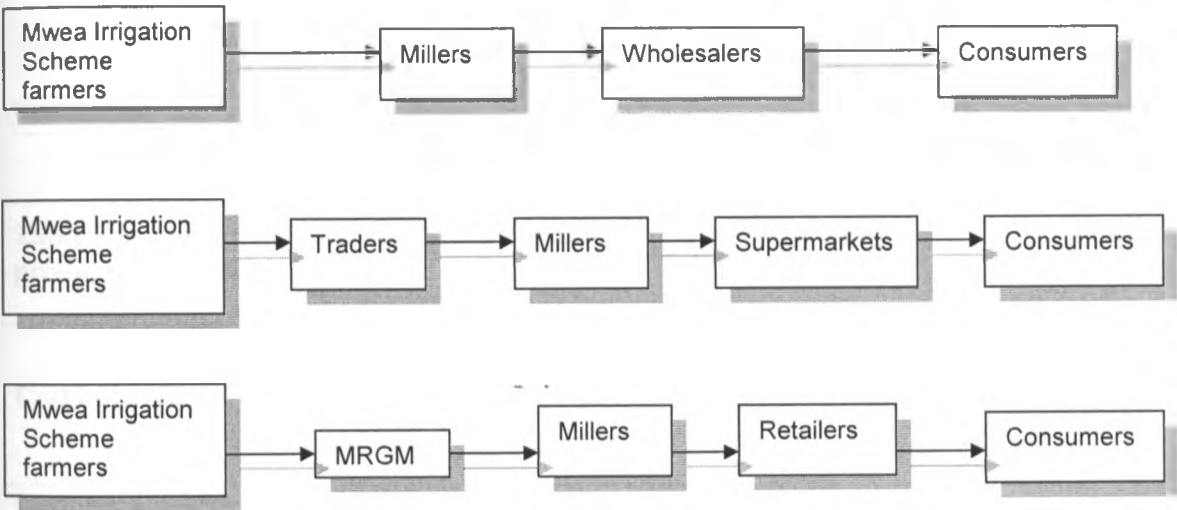 Mwea Irrigation
Scheme
farmers
Millers
Wholesalers
Consumers
Mwea Irrigation
Scheme
farmers
Traders
Millers
Supermarkets
Consumers
Mwea Irrigation
Scheme
farmers
MRGM
Millers
Retailers
Consumers